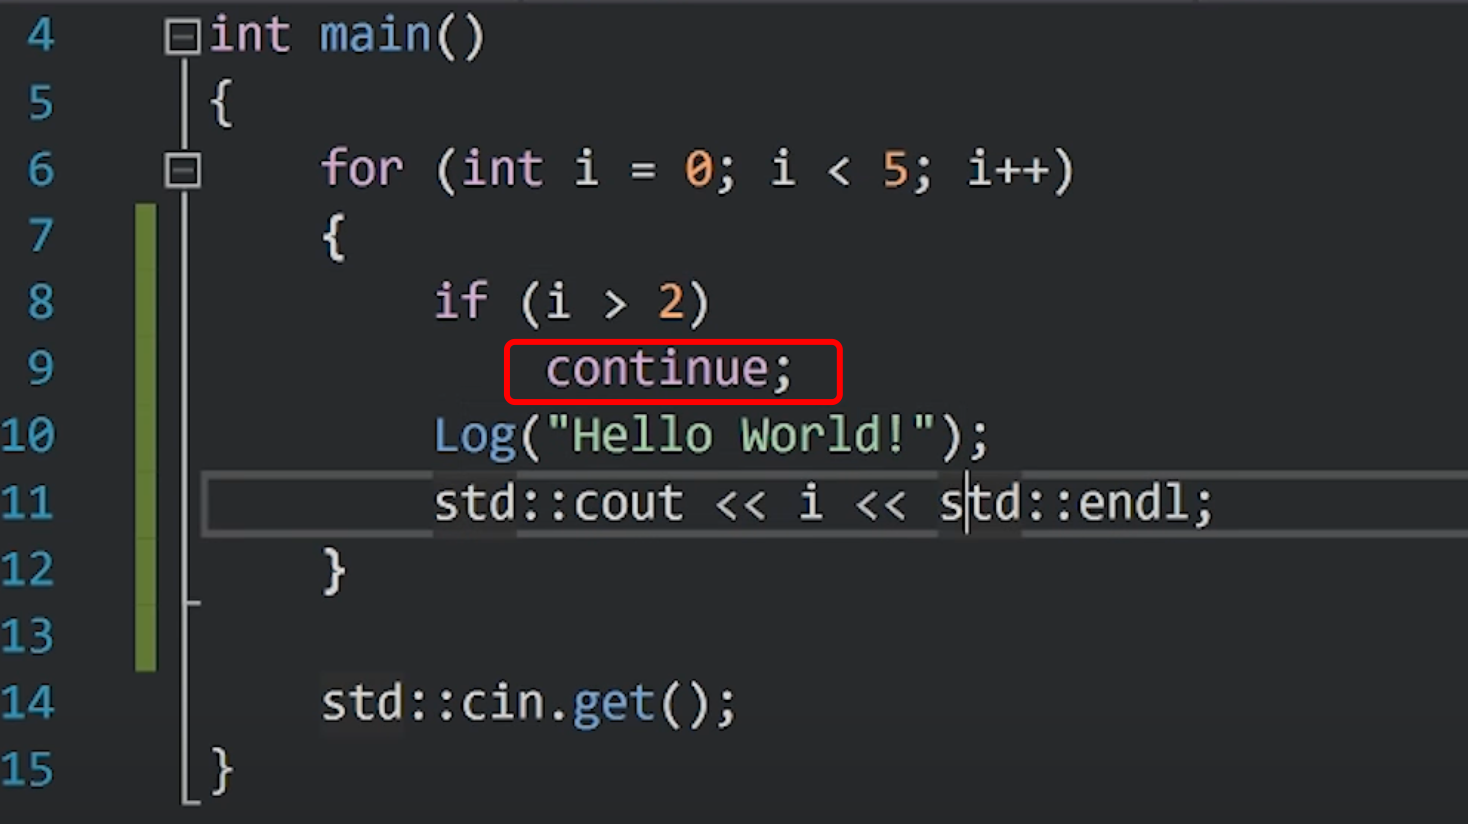 4 int main()
5 {
6 for (int i = 0; i < 5; i++)
7 {
8 if (i > 2)
9 continue;
10 Log("Hello World!");
11 std::cout << i << std::endl;
12 }
13
14 std::cin.get();
15 }